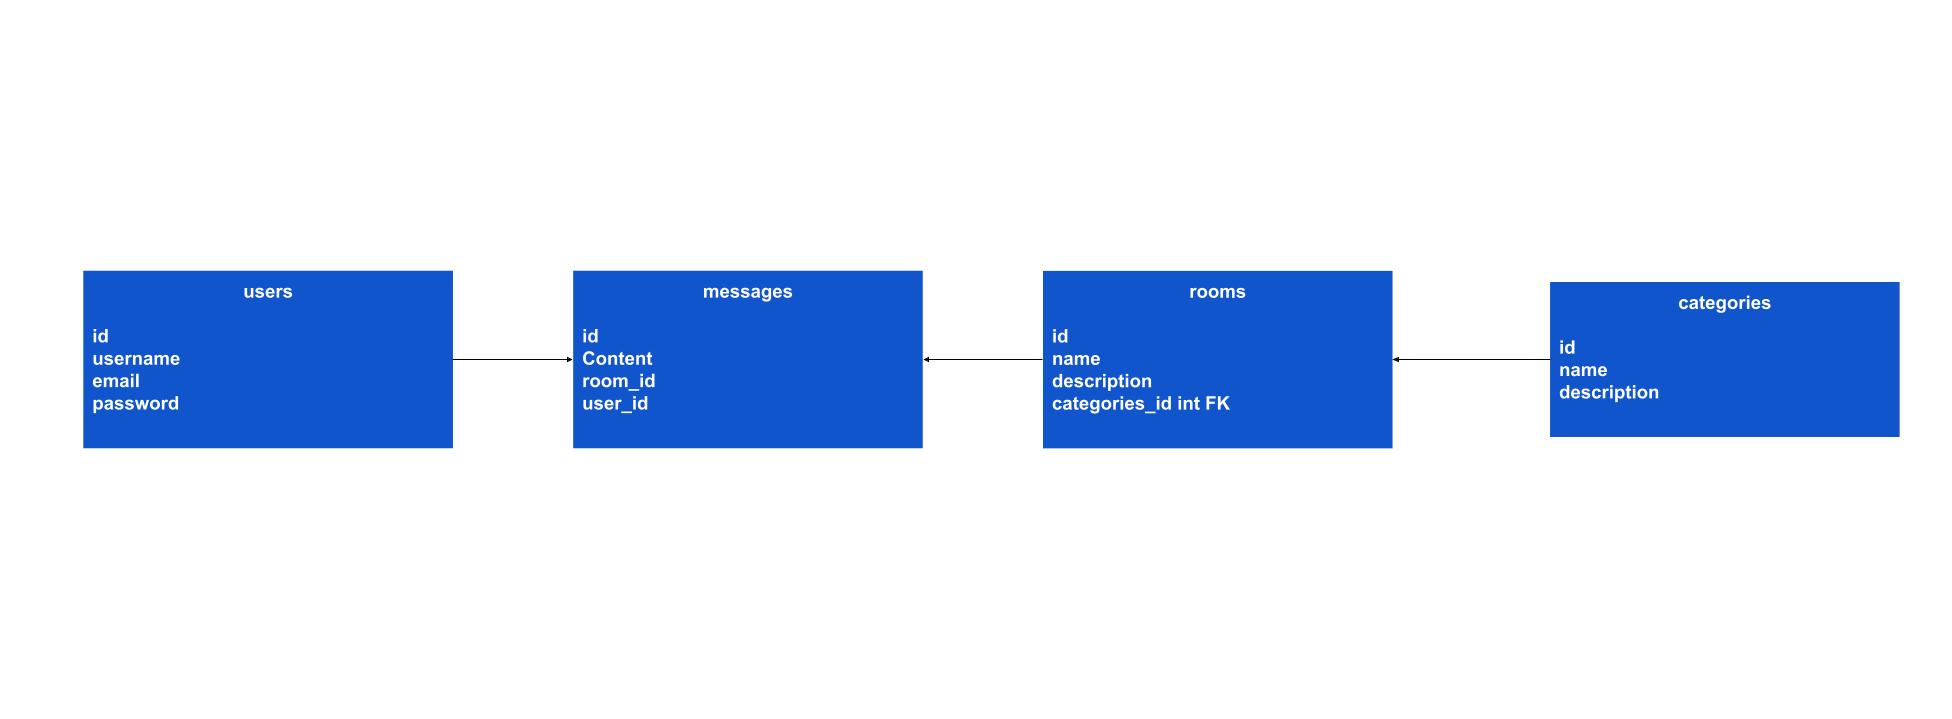 users
id
username
email
password
messages
id
Content
room_id
user_id
rooms
id
name
description
categories_id int FK
categories
id
name
description